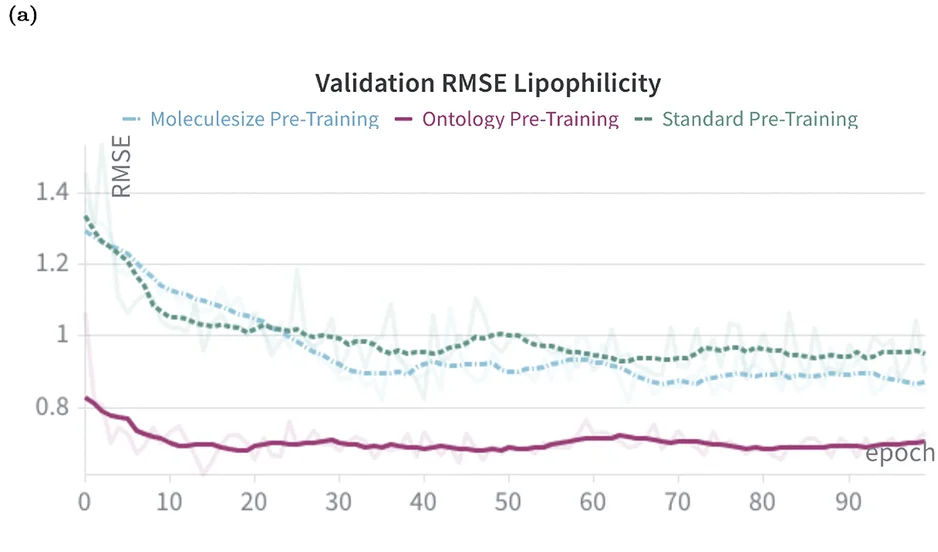 (a)
Validation RMSE Lipophilicity
Moleculesize Pre-Training Ontology Pre-Training Standard Pre-Training
RMSE
1.4
1.2
1
0.8
epoch
0 10 20 30 40 50 60 70 80 90